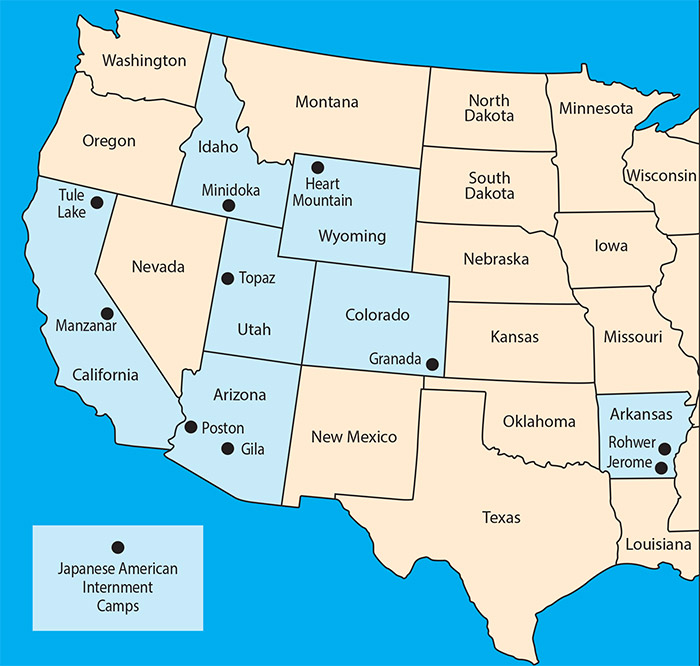 Washington
Montana
North
Dakota
Minnesota
Oregon
Idaho
Wisconsin
South
Dakota
Heart
Mountain
Minidoka
Tule
Lake
Wyoming
Iowa
Nebraska
Nevada
Topaz
Colorado
Manzanar
Utah
Kansas
Missouri
Granada
California
Arizona
Arkansas
Oklahoma
Poston
New Mexico
Rohwer
Gila
Jerome
Texas
Louisiana
Japanese American
Internment
Camps